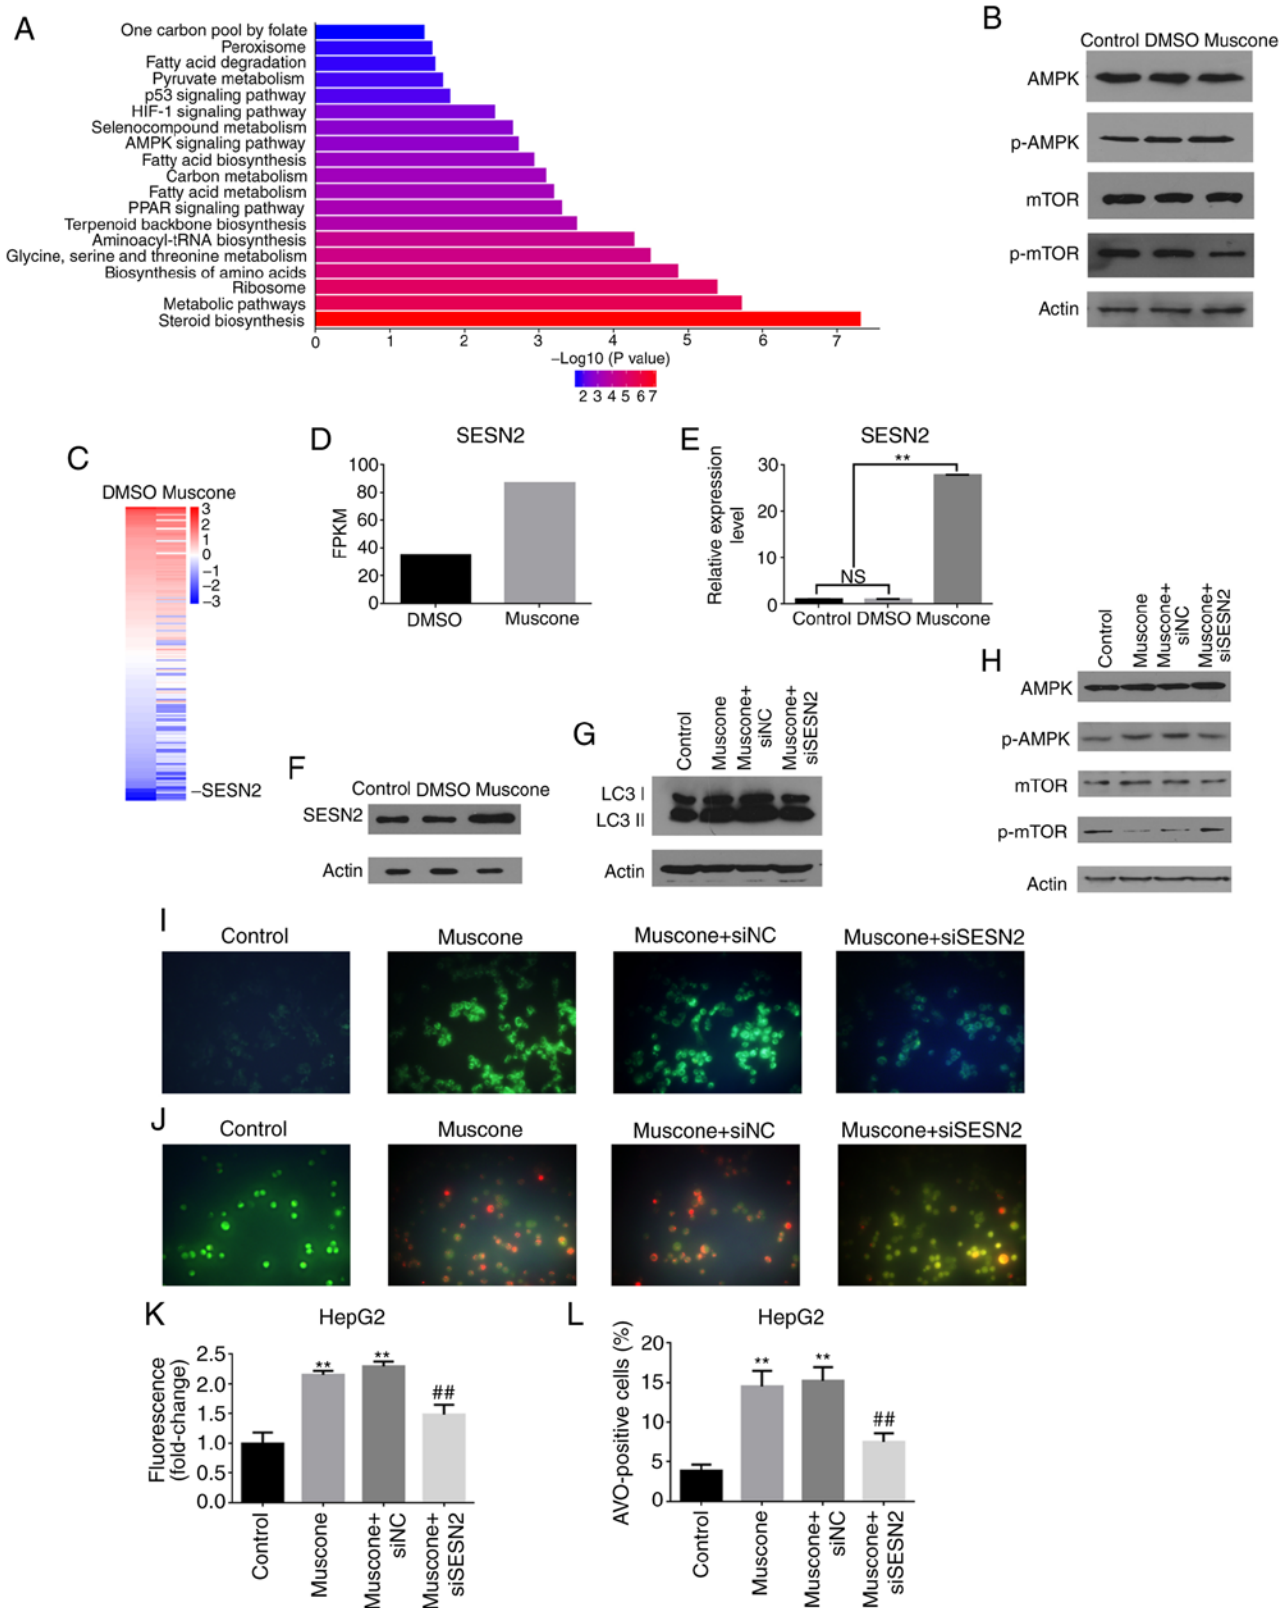 A
One carbon pool by folate
Peroxisome
Fatty acid degradation
Pyruvate metabolism
p53 signaling pathway
HIF-1 signaling pathway
Selenocompound metabolism
AMPK signaling pathway
Fatty acid biosynthesis
Carbon metabolism
Fatty acid metabolism
PPAR signaling pathway
Terpenoid backbone biosynthesis
Aminoacyl-tRNA biosynthesis
Glycine, serine and threonine metabolism
Biosynthesis of amino acids
Ribosome
Metabolic pathways
Steroid biosynthesis
0 1 2 3 4 5 6 7
–Log10 (P value)
2 3 4 5 6 7
B
Control DMSO Muscone
AMPK
p-AMPK
mTOR
p-mTOR
Actin
C
DMSO Muscone
3
2
1
0
–1
–2
–3
–SESN2
D
SESN2
FPKM
100
80
60
40
20
0
DMSO Muscone
E
SESN2
Relative expression
level
30
20
10
0
**
NS
Control DMSO Muscone
F
Control DMSO Muscone
SESN2
Actin
G
Control
Muscone
Muscone+
siNC
Muscone+
siSESN2
LC3 I
LC3 II
Actin
H
Control
Muscone
Muscone+
siNC
Muscone+
siSESN2
AMPK
p-AMPK
mTOR
p-mTOR
Actin
I
Control Muscone Muscone+siNC Muscone+siSESN2
J
Control Muscone Muscone+siNC Muscone+siSESN2
K
HepG2
Fluorescence
(fold-change)
2.5
2.0
1.5
1.0
0.5
0.0
** ** ##
Control
Muscone
Muscone+
siNC
Muscone+
siSESN2
L
HepG2
AVO-positive cells (%)
20
15
10
5
0
** ** ##
Control
Muscone
Muscone+
siNC
Muscone+
siSESN2